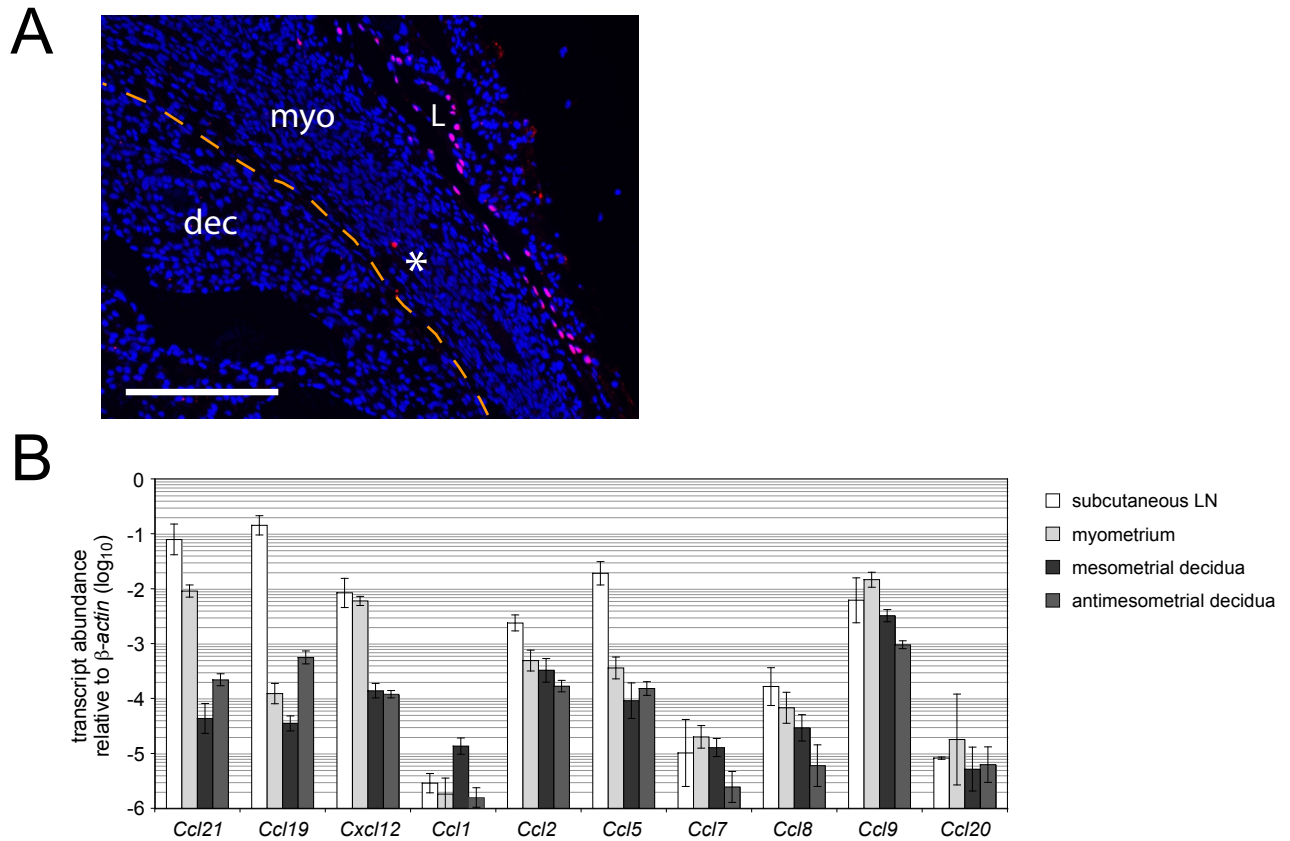 A
myo
L
dec
*
B
transcript abundance
relative to β-actin (log10)
0
-1
-2
-3
-4
-5
-6
Ccl21 Ccl19 Cxcl12 Ccl1 Ccl2 Ccl5 Ccl7 Ccl8 Ccl9 Ccl20
subcutaneous LN
myometrium
mesometrial decidua
antimesometrial decidua